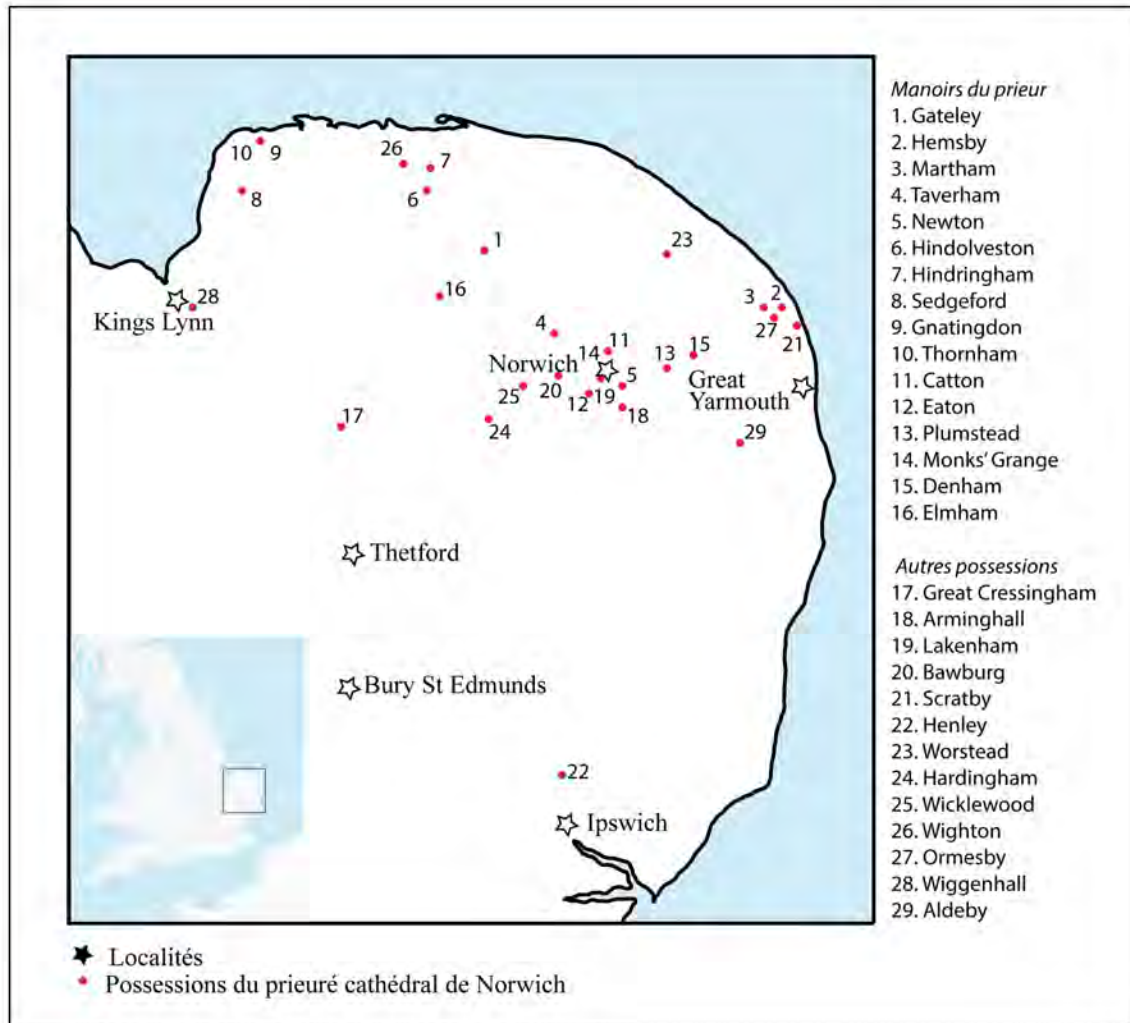 10
9
26
7
8
6
1
23
16
28
Kings Lynn
3
2
27
21
4
11
14
Norwich
13
15
Great
Yarmouth
20
5
25
12
19
18
17
24
29
Thetford
Bury St Edmunds
22
Ipswich
Manoirs du prieur
1. Gateley
2. Hemsby
3. Martham
4. Taverham
5. Newton
6. Hindolveston
7. Hindringham
8. Sedgeford
9. Gnatingdon
10. Thornham
11. Catton
12. Eaton
13. Plumstead
14. Monks' Grange
15. Denham
16. Elmham
Autres possessions
17. Great Cressingham
18. Arminghall
19. Lakenham
20. Bawburg
21. Scratby
22. Henley
23. Worstead
24. Hardingham
25. Wicklewood
26. Wighton
27. Ormesby
28. Wiggenhall
29. Aldeby
Localités
Possessions du prieuré cathédral de Norwich